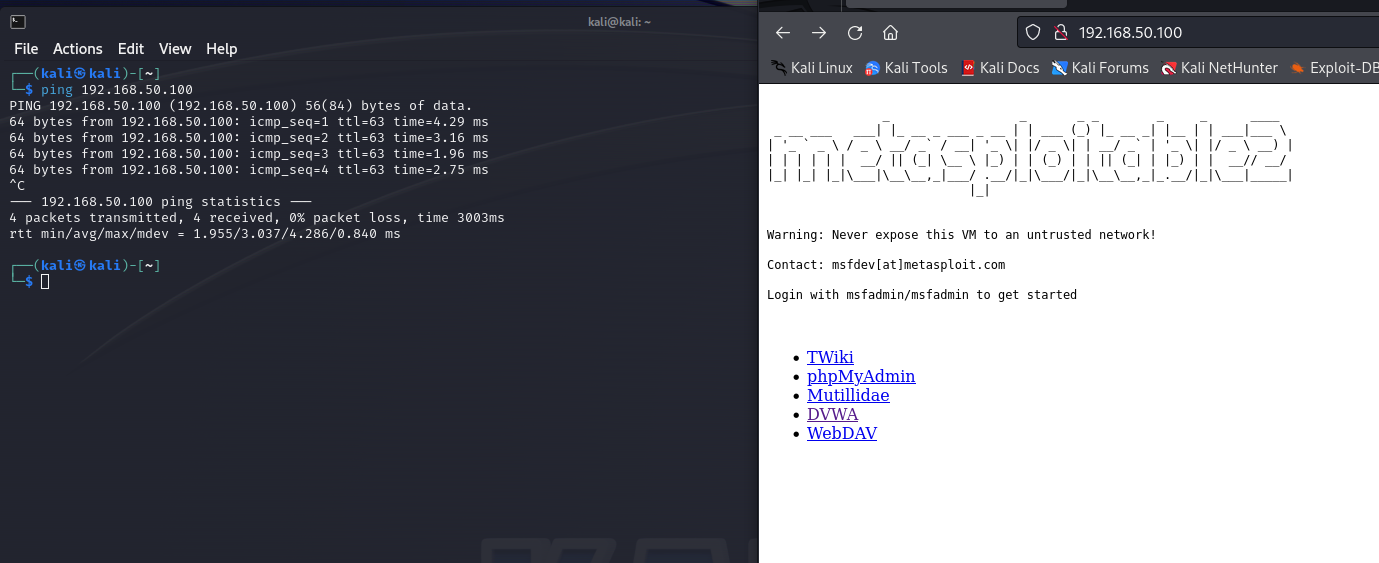 kali@kali: ~
File Actions Edit View Help
┌──(kali㉿kali)-[~]
└─$ ping 192.168.50.100
PING 192.168.50.100 (192.168.50.100) 56(84) bytes of data.
64 bytes from 192.168.50.100: icmp_seq=1 ttl=63 time=4.29 ms
64 bytes from 192.168.50.100: icmp_seq=2 ttl=63 time=3.16 ms
64 bytes from 192.168.50.100: icmp_seq=3 ttl=63 time=1.96 ms
64 bytes from 192.168.50.100: icmp_seq=4 ttl=63 time=2.75 ms
^C
--- 192.168.50.100 ping statistics ---
4 packets transmitted, 4 received, 0% packet loss, time 3003ms
rtt min/avg/max/mdev = 1.955/3.037/4.286/0.840 ms
┌──(kali㉿kali)-[~]
└─$
192.168.50.100
Kali Linux Kali Tools Kali Docs Kali Forums Kali NetHunter Exploit-DB
metasploitable2
Warning: Never expose this VM to an untrusted network!
Contact: msfdev[at]metasploit.com
Login with msfadmin/msfadmin to get started
• TWiki
• phpMyAdmin
• Mutillidae
• DVWA
• WebDAV